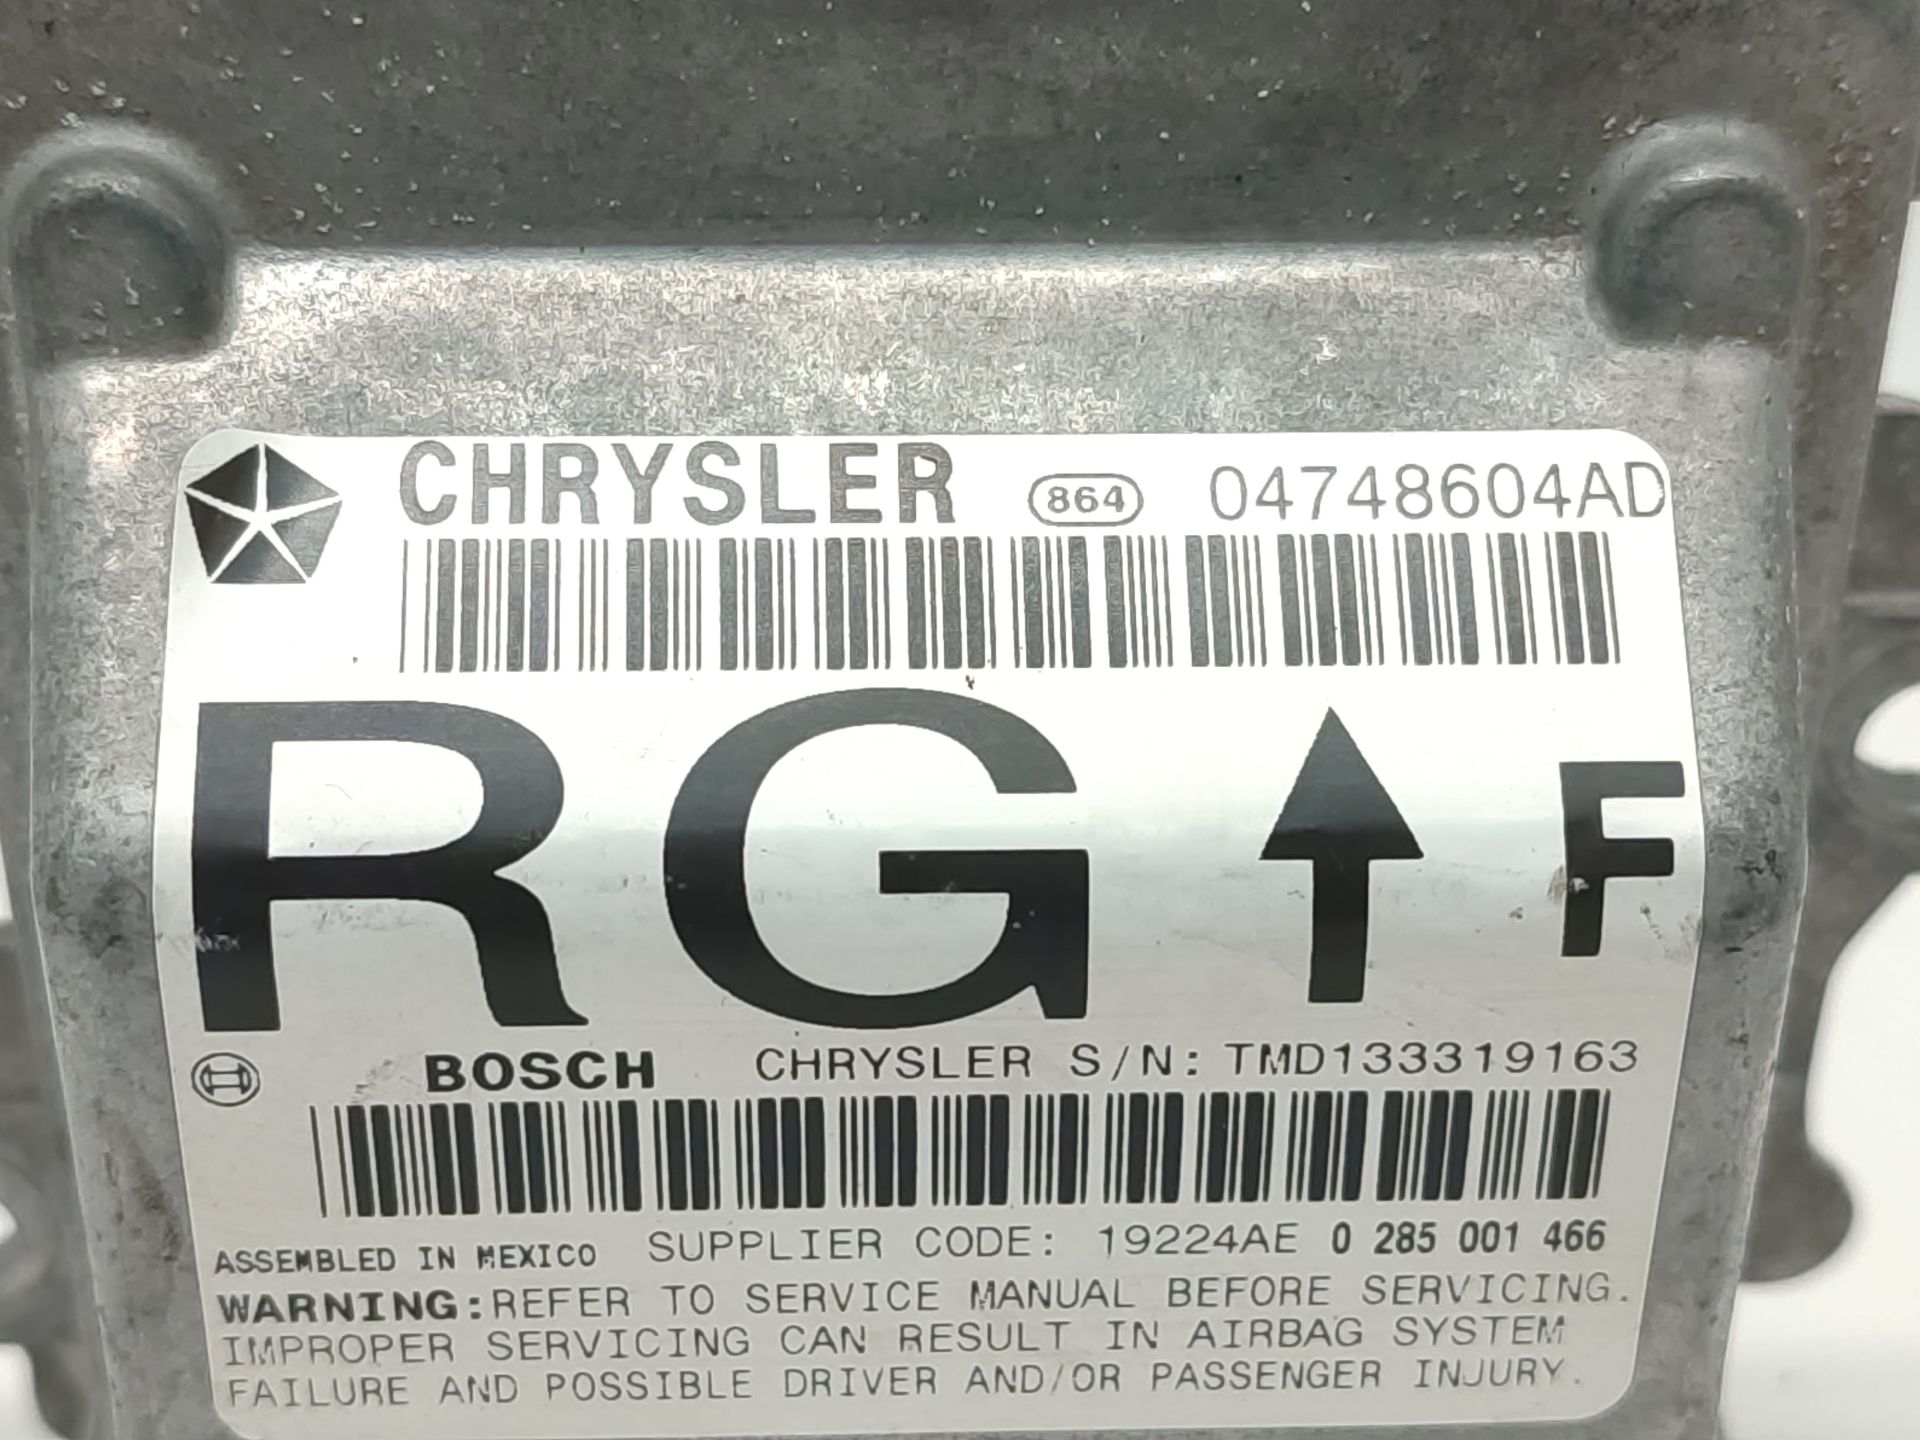 CHRYSLER 864 04748604AD
RG F
BOSCH CHRYSLER S/N: TMD133319163
ASSEMBLED IN MEXICO SUPPLIER CODE: 19224AE 0 285 001 466
WARNING:REFER TO SERVICE MANUAL BEFORE SERVICING.
IMPROPER SERVICING CAN RESULT IN AIRBAG SYSTEM
FAILURE AND POSSIBLE DRIVER AND/OR PASSENGER INJURY.